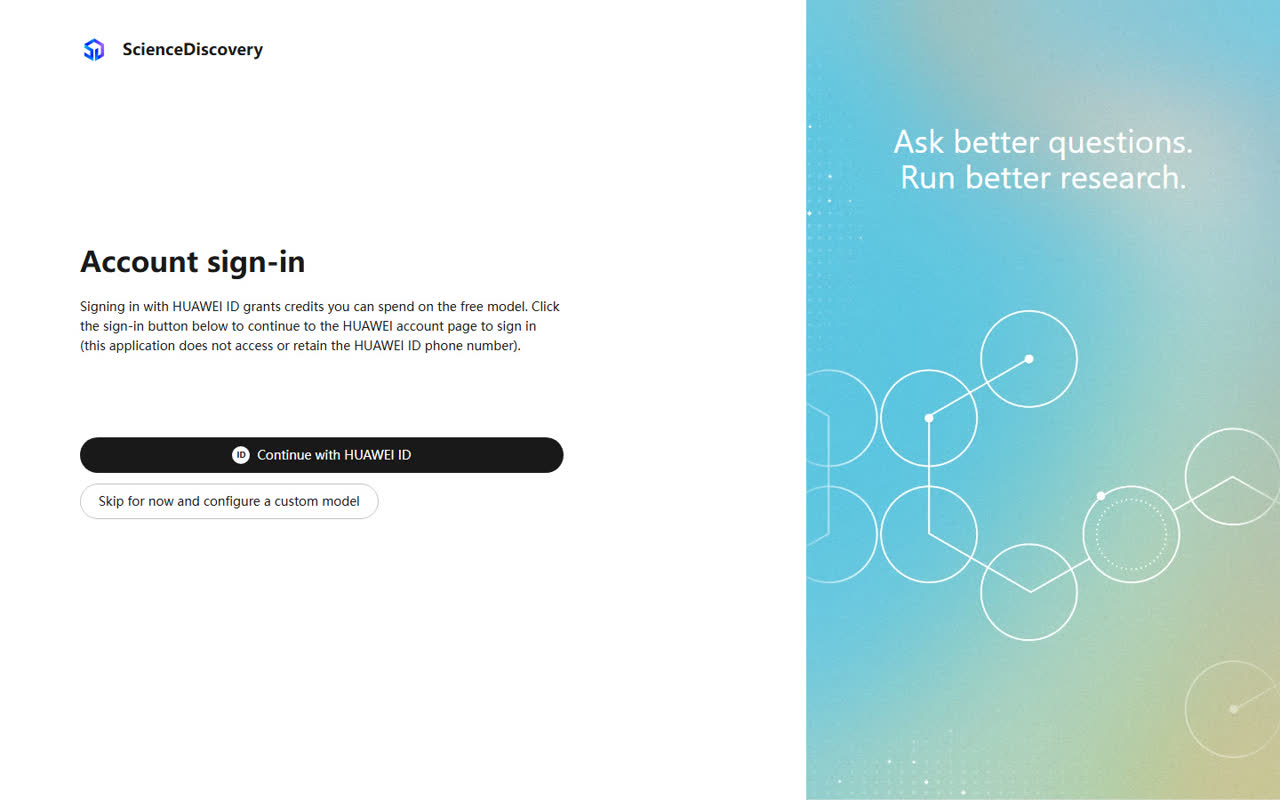 ScienceDiscovery
Ask better questions.
Run better research.
Account sign-in
Signing in with HUAWEI ID grants credits you can spend on the free model. Click
the sign-in button below to continue to the HUAWEI account page to sign in
(this application does not access or retain the HUAWEI ID phone number).
ID Continue with HUAWEI ID
Skip for now and configure a custom model